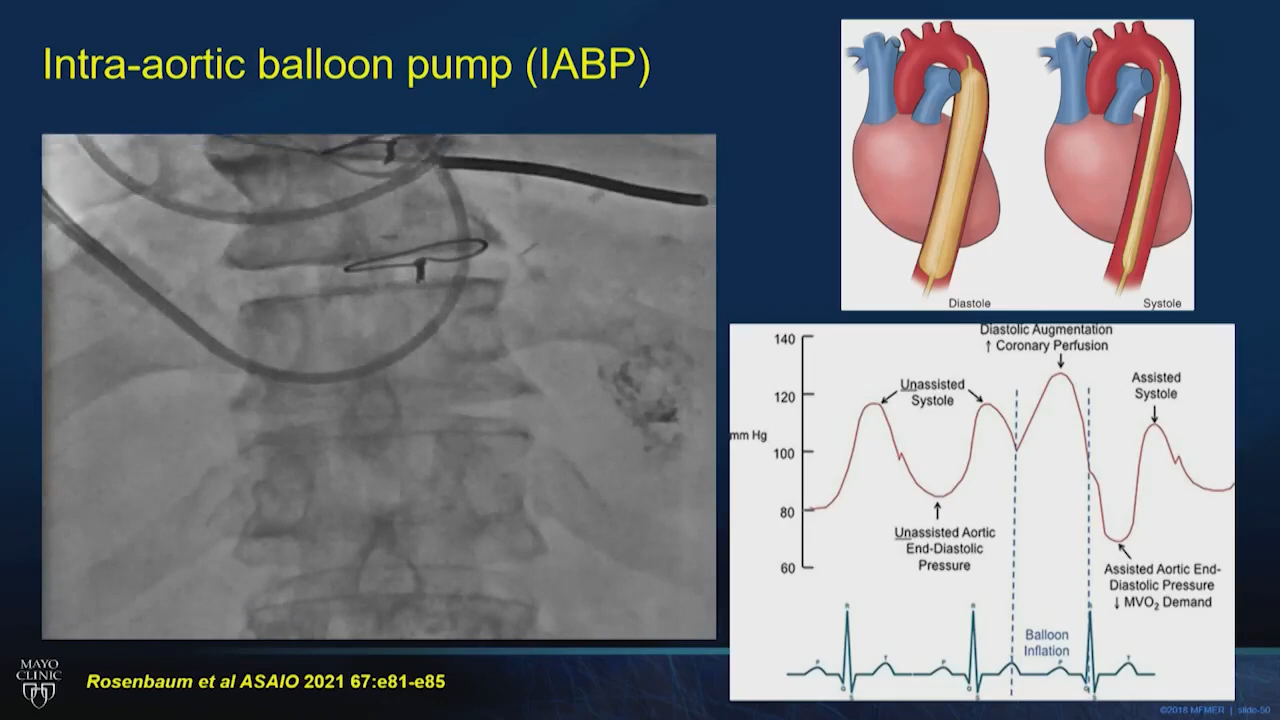 Intra-aortic balloon pump (IABP)
Diastole
Systole
Diastolic Augmentation
↑ Coronary Perfusion
140
120
mm Hg
100
80
60
Unassisted
Systole
Assisted
Systole
Unassisted Aortic
End-Diastolic
Pressure
Assisted Aortic End-
Diastolic Pressure
↓ MVO₂ Demand
Balloon
Inflation
R
P
T
Q
S
R
P
T
P
R
Q
S
T
MAYO
CLINIC
Rosenbaum et al ASAIO 2021 67:e81-e85
©2018 MFMER | slide-50